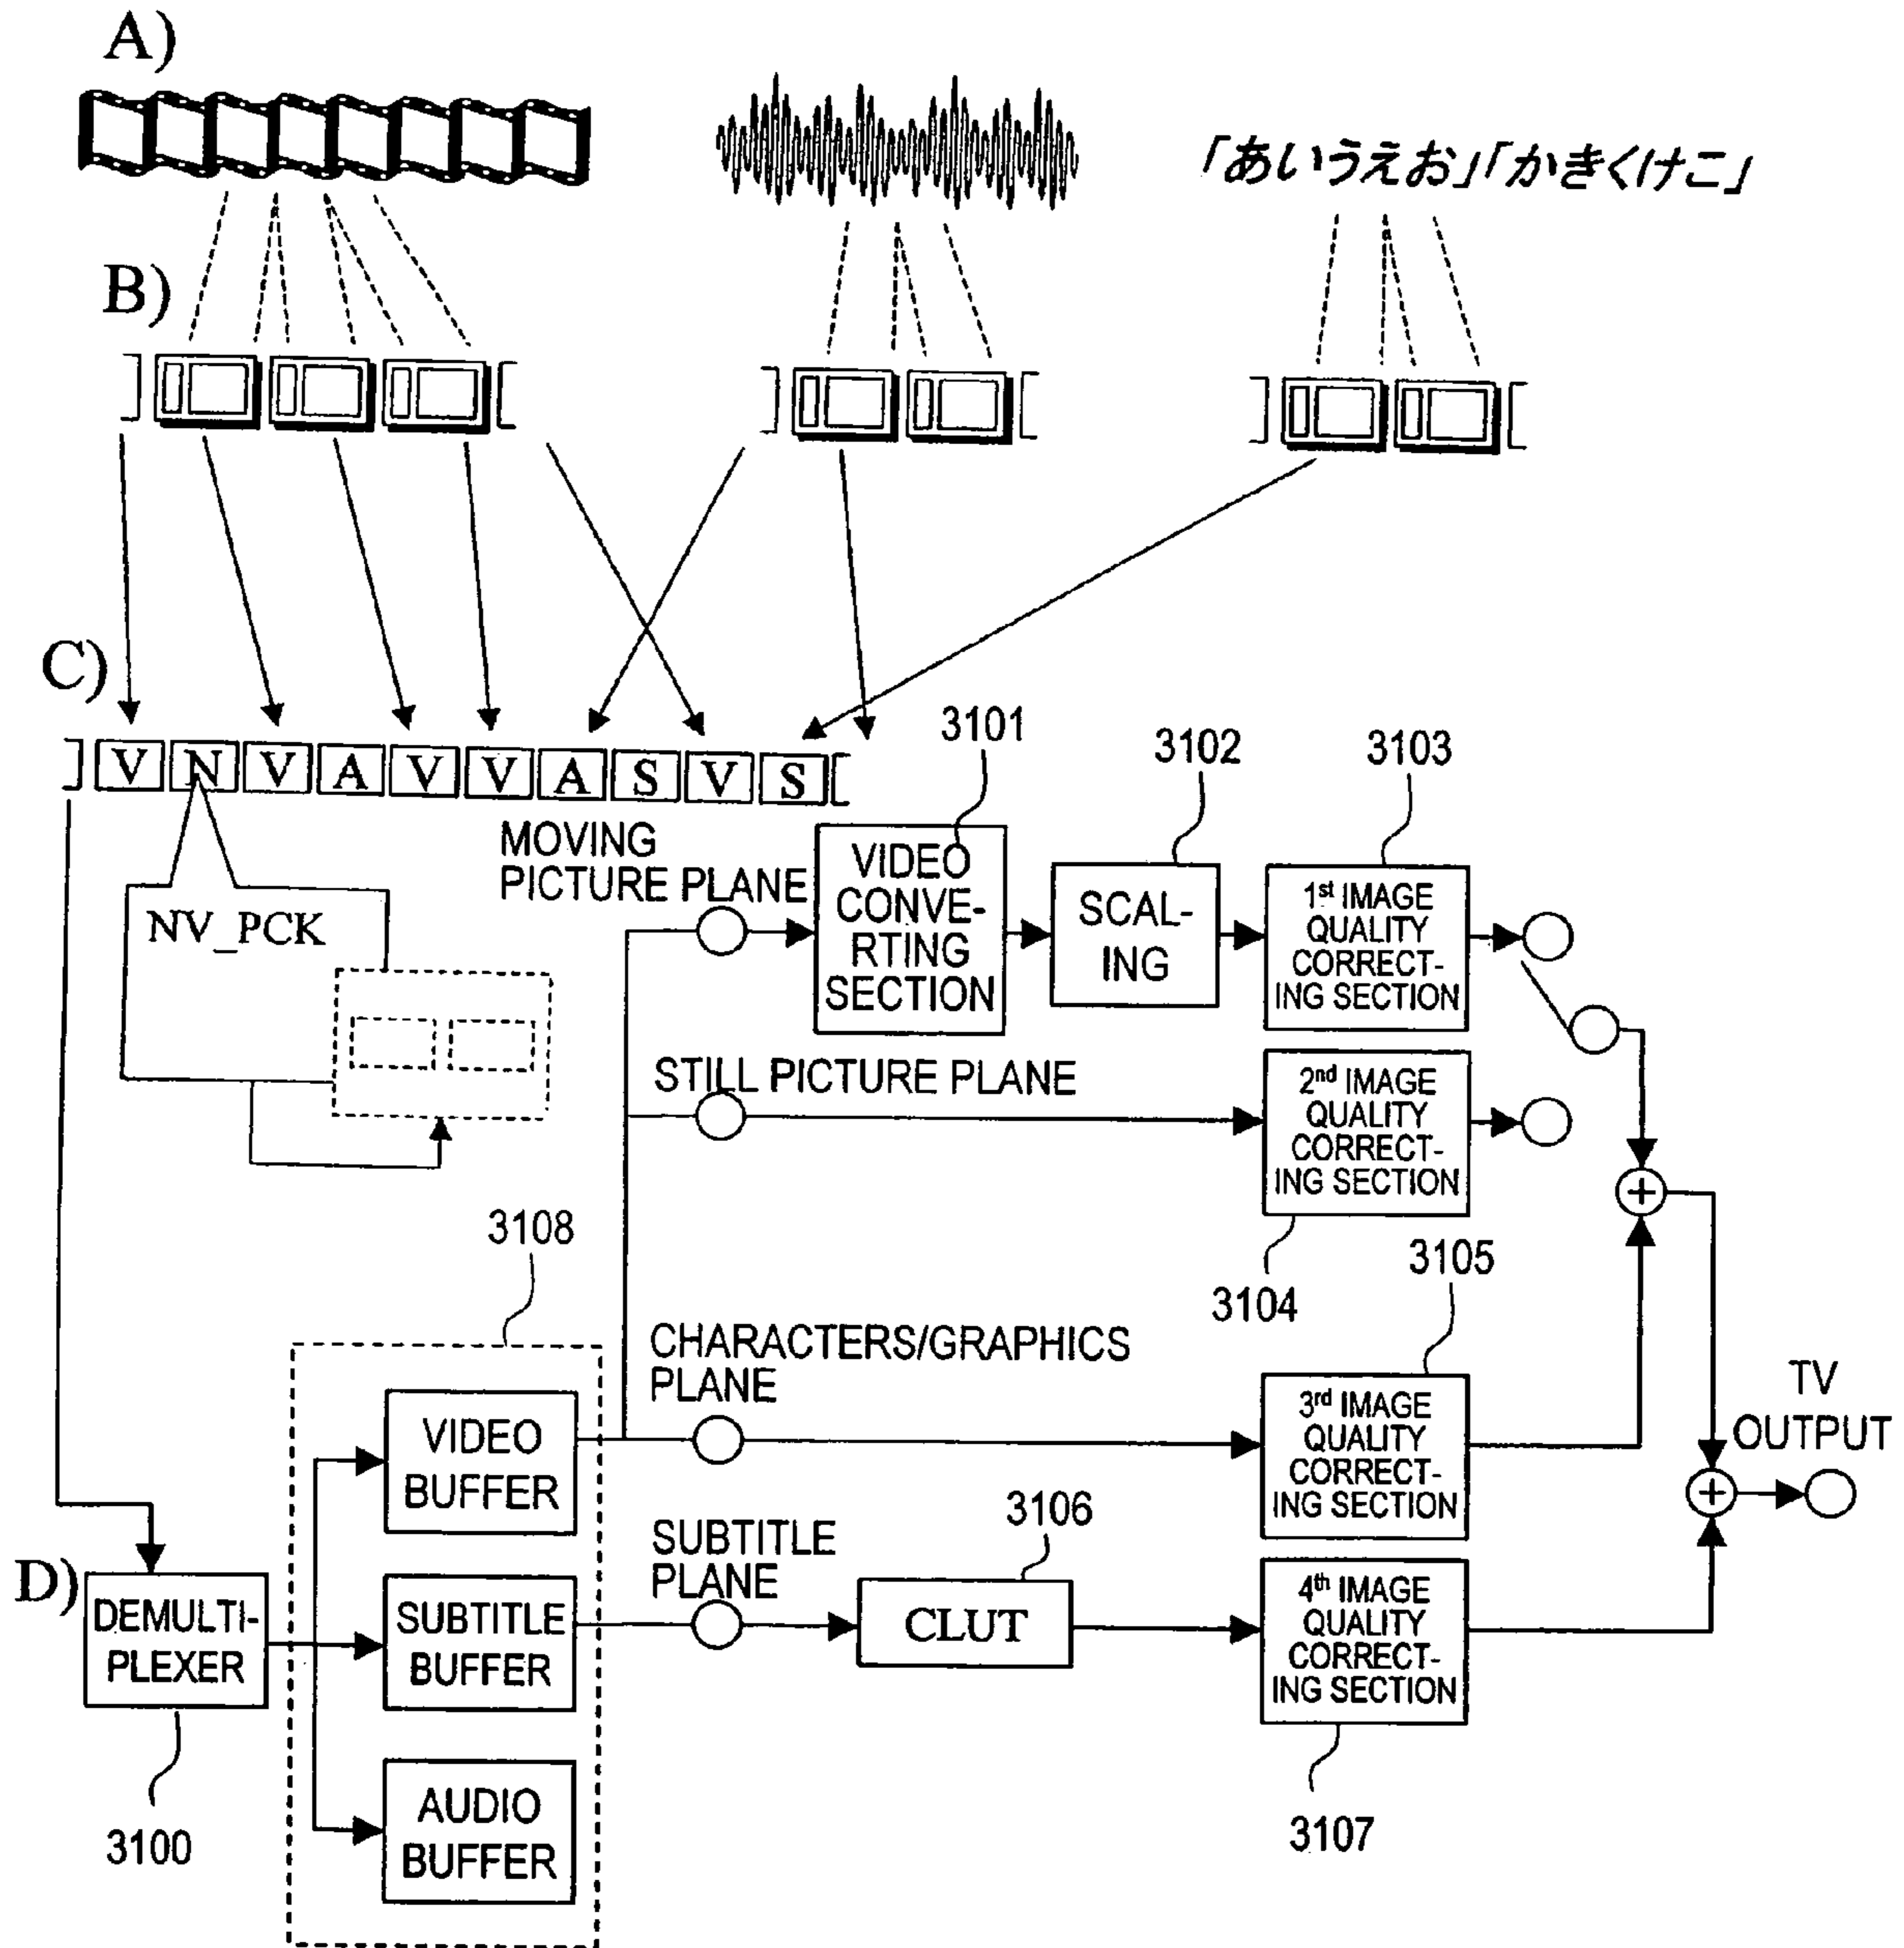 A)
「あいうえお」「かきくけこ」
B)
C)
V N V A V V A S V S
NV_PCK
MOVING
PICTURE PLANE
3101
VIDEO
CONVE-
RTING
SECTION
3102
SCAL-
ING
3103
1st IMAGE
QUALITY
CORRECT-
ING SECTION
STILL PICTURE PLANE
2nd IMAGE
QUALITY
CORRECT-
ING SECTION
3104
3108
CHARACTERS/GRAPHICS
PLANE
3105
3rd IMAGE
QUALITY
CORRECT-
ING SECTION
TV
OUTPUT
VIDEO
BUFFER
SUBTITLE
PLANE
3106
CLUT
4th IMAGE
QUALITY
CORRECT-
ING SECTION
3107
D)
DEMULTI-
PLEXER
3100
SUBTITLE
BUFFER
AUDIO
BUFFER